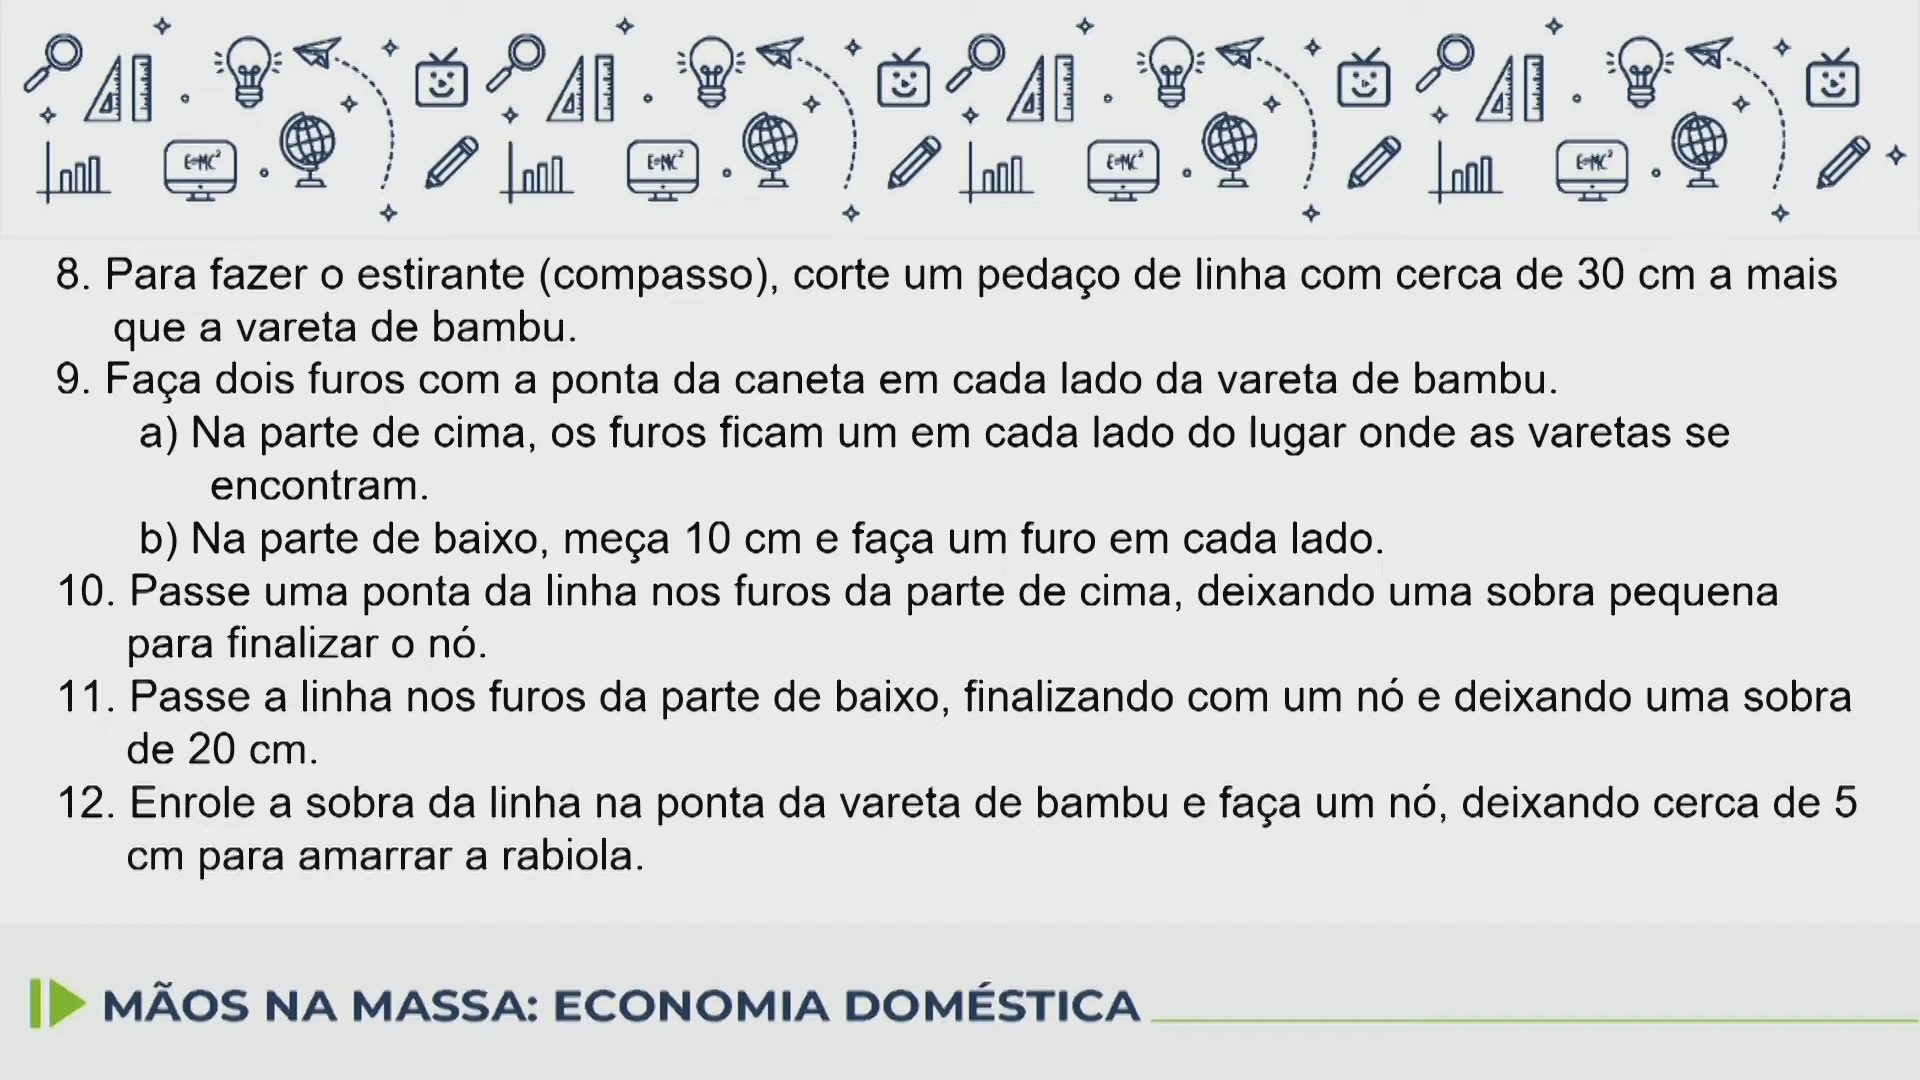 E=MC² E=MC² E=MC² E=MC²
8. Para fazer o estirante (compasso), corte um pedaço de linha com cerca de 30 cm a mais
que a vareta de bambu.
9. Faça dois furos com a ponta da caneta em cada lado da vareta de bambu.
a) Na parte de cima, os furos ficam um em cada lado do lugar onde as varetas se
encontram.
b) Na parte de baixo, meça 10 cm e faça um furo em cada lado.
10. Passe uma ponta da linha nos furos da parte de cima, deixando uma sobra pequena
para finalizar o nó.
11. Passe a linha nos furos da parte de baixo, finalizando com um nó e deixando uma sobra
de 20 cm.
12. Enrole a sobra da linha na ponta da vareta de bambu e faça um nó, deixando cerca de 5
cm para amarrar a rabiola.
MÃOS NA MASSA: ECONOMIA DOMÉSTICA